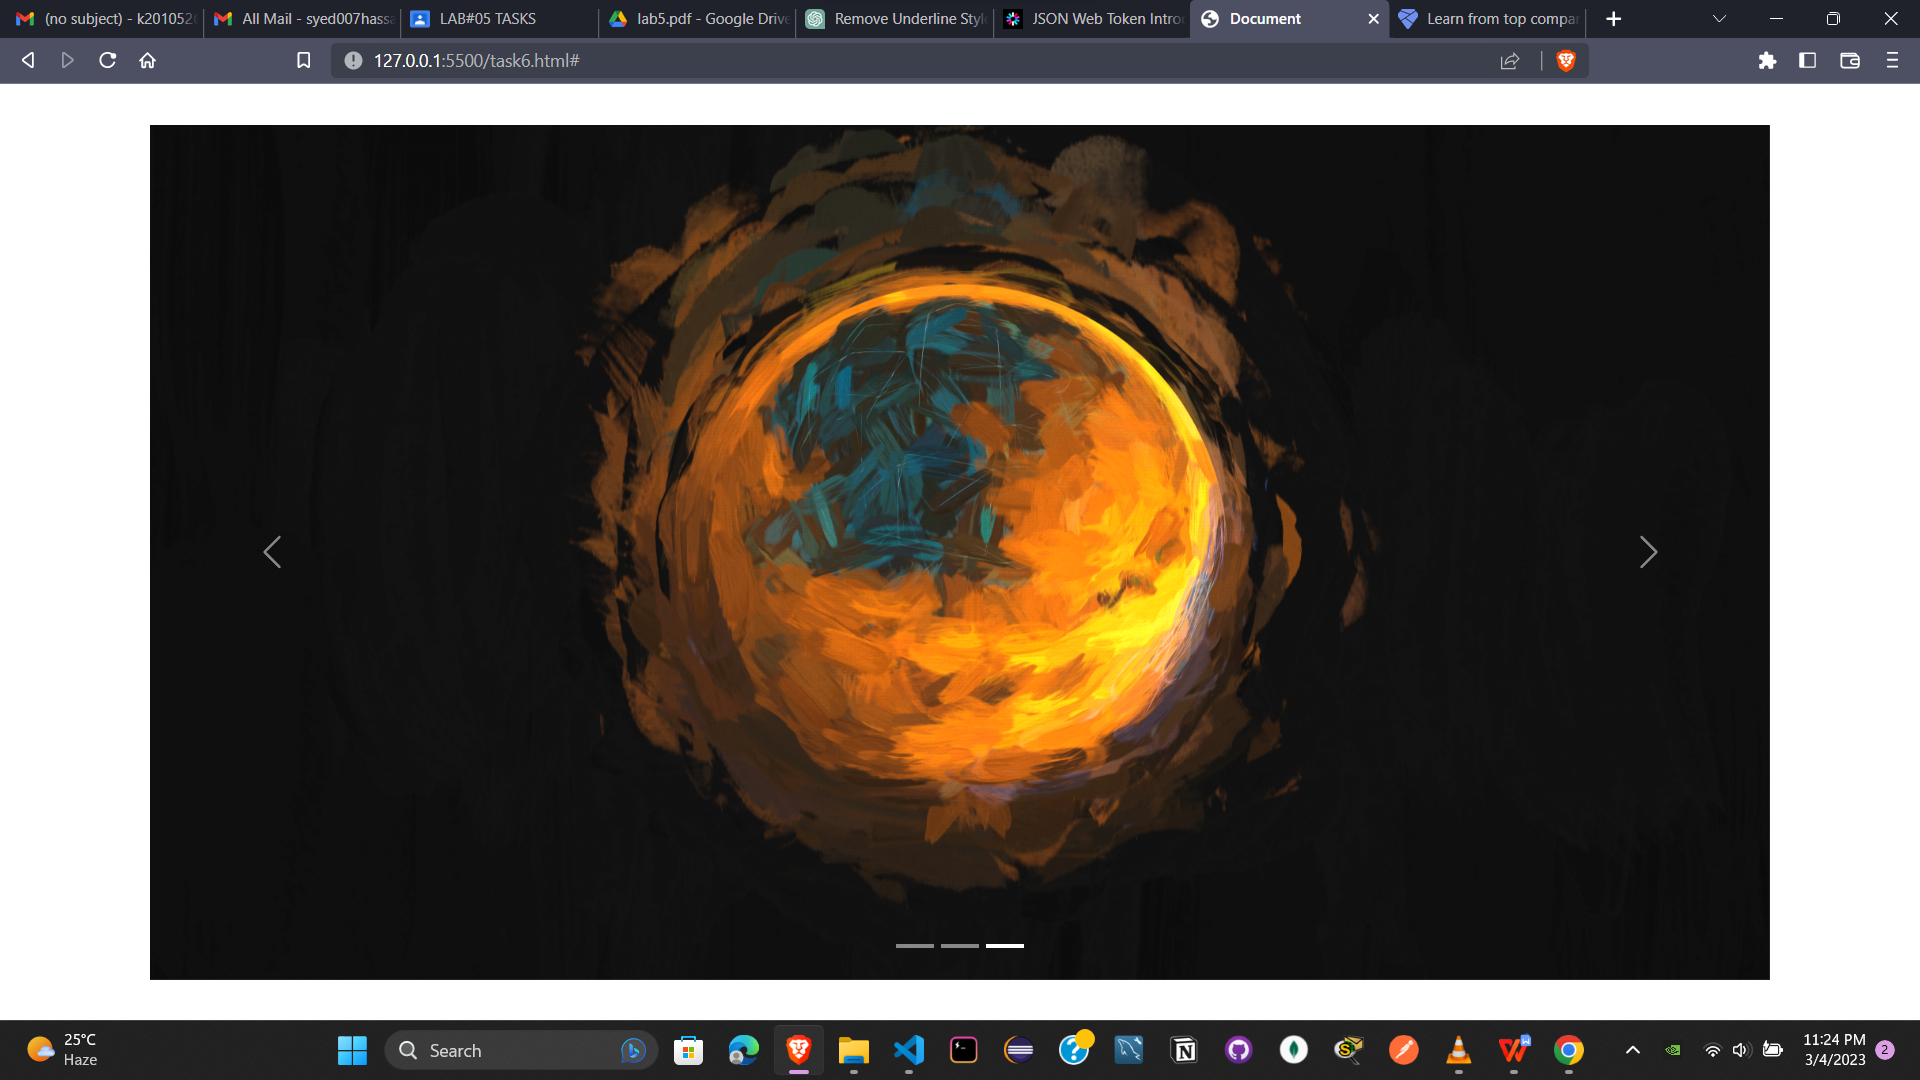 (no subject) - k201052
All Mail - syed007hass
LAB#05 TASKS
lab5.pdf - Google Drive
Remove Underline Style
JSON Web Token Introd
Document
Learn from top compar
127.0.0.1:5500/task6.html#
25°C
Haze
Search
11:24 PM
3/4/2023
2